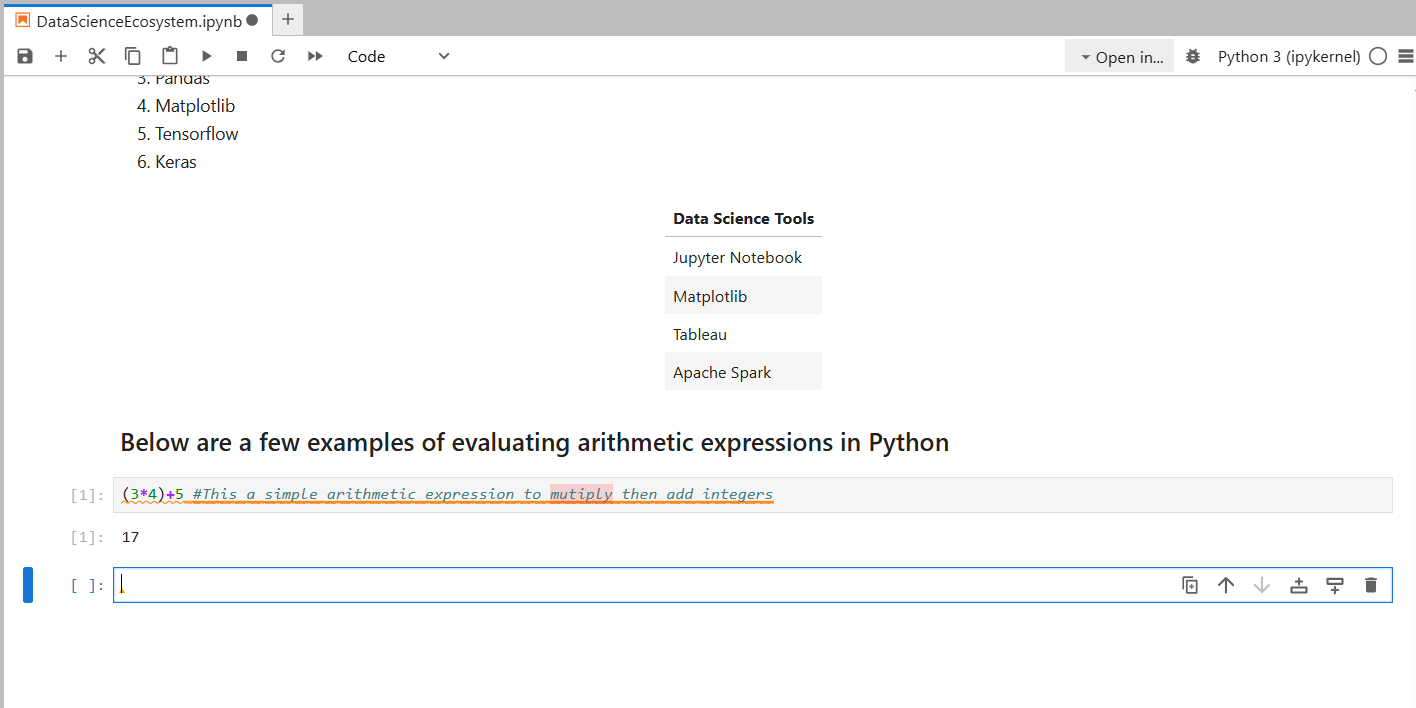 DataScienceEcosystem.ipynb
Code
Open in...
Python 3 (ipykernel)
3. Pandas
4. Matplotlib
5. Tensorflow
6. Keras
Data Science Tools
Jupyter Notebook
Matplotlib
Tableau
Apache Spark
Below are a few examples of evaluating arithmetic expressions in Python
[1]: (3*4)+5 #This a simple arithmetic expression to mutiply then add integers
[1]: 17
[ ]: